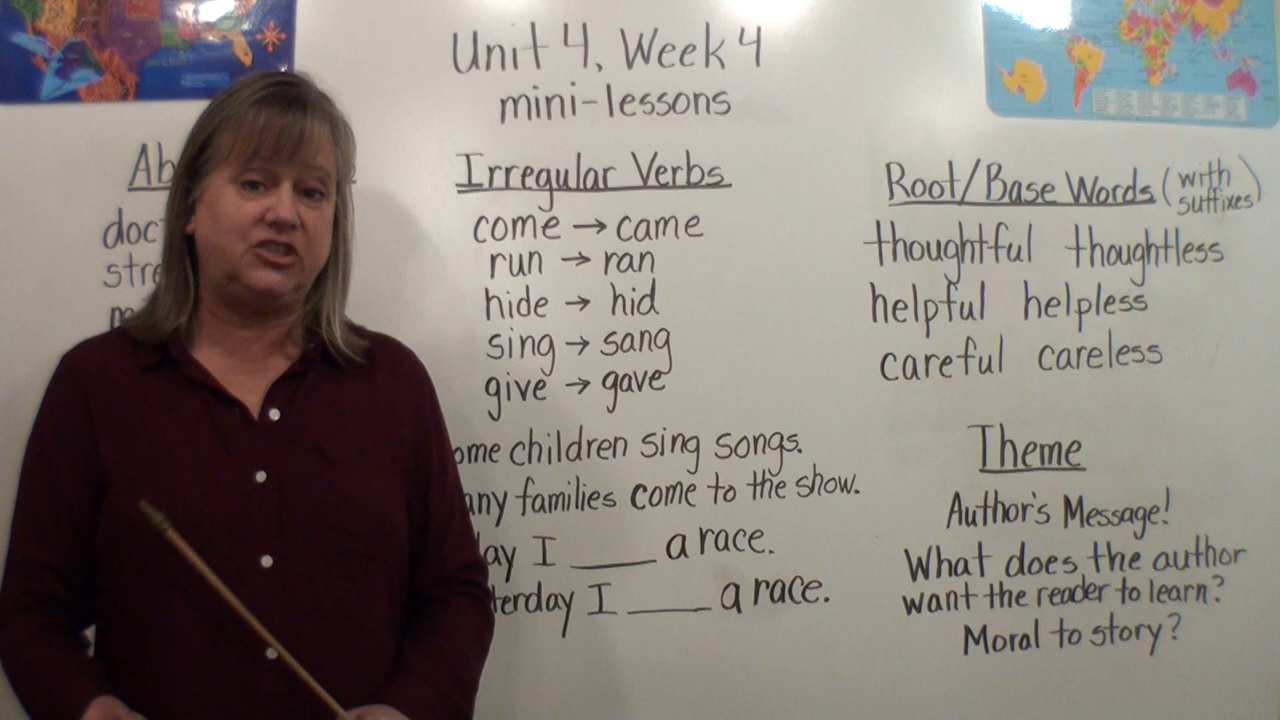 Unit 4, Week 4
mini-lessons
Irregular Verbs
come → came
run → ran
hide → hid
sing → sang
give → gave
children sing songs.
families come to the show.
I ____ a race.
I ____ a race.
Root/Base Words (with suffixes)
thoughtful thoughtless
helpful helpless
careful careless
Theme
Author's Message!
What does the author
want the reader to learn?
Moral to story?